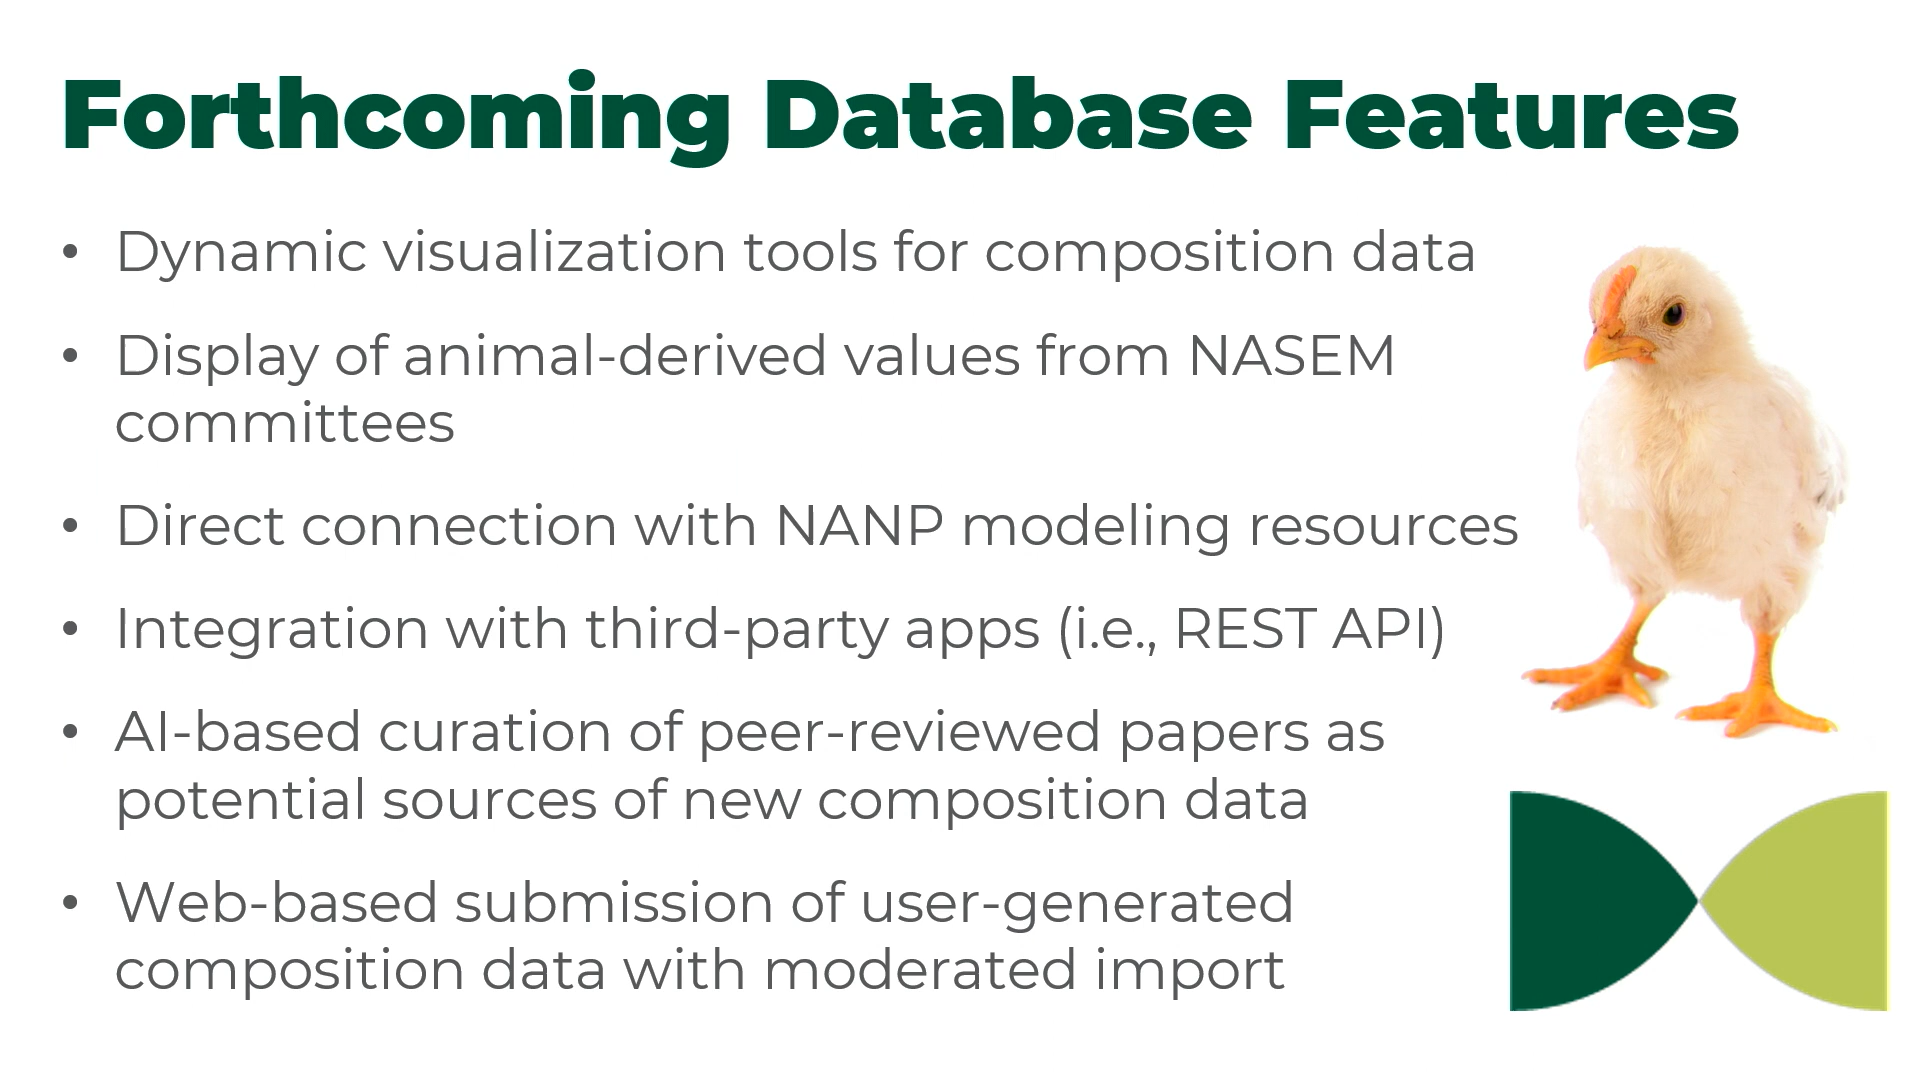 Forthcoming Database Features
• Dynamic visualization tools for composition data
• Display of animal-derived values from NASEM
committees
• Direct connection with NANP modeling resources
• Integration with third-party apps (i.e., REST API)
• AI-based curation of peer-reviewed papers as
potential sources of new composition data
• Web-based submission of user-generated
composition data with moderated import